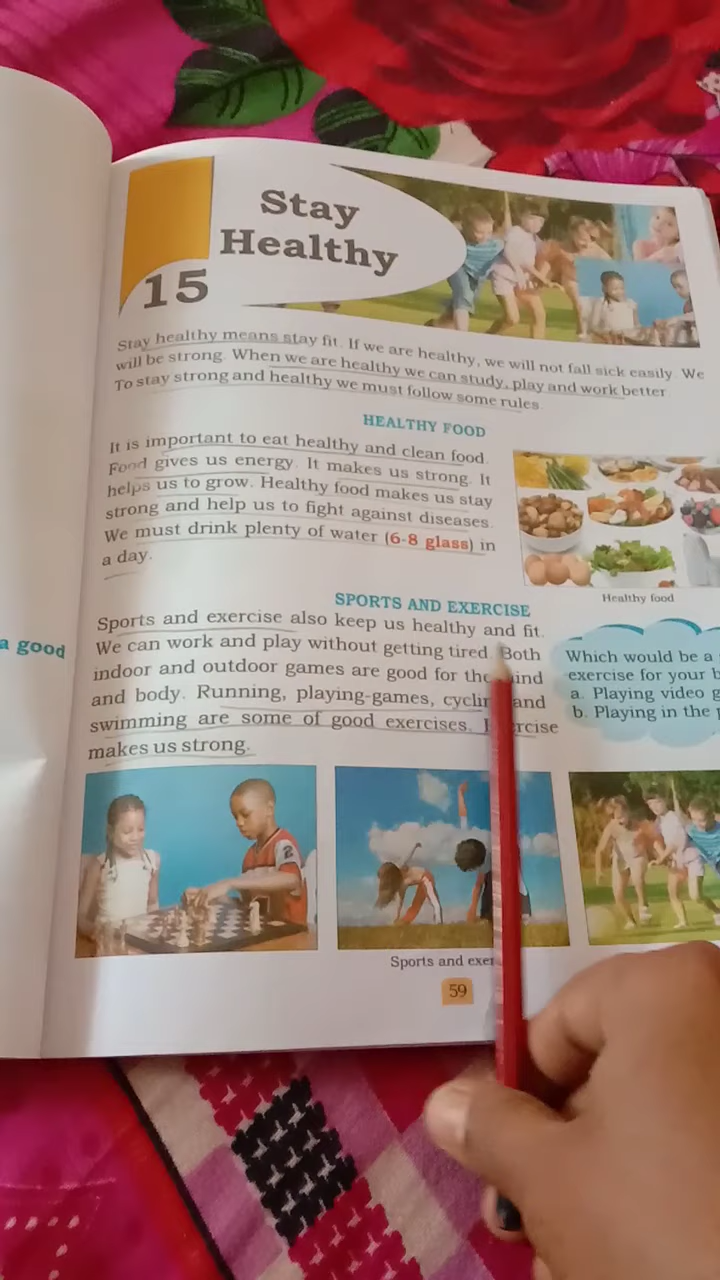 Stay
Healthy
15
Stay healthy means stay fit. If we are healthy, we will not fall sick easily. We
will be strong. When we are healthy we can study, play and work better
To stay strong and healthy we must follow some rules
HEALTHY FOOD
It is important to eat healthy and clean food.
Food gives us energy. It makes us strong. It
helps us to grow. Healthy food makes us stay
strong and help us to fight against diseases.
We must drink plenty of water (6-8 glass) in
a day.
Healthy food
SPORTS AND EXERCISE
Sports and exercise also keep us healthy and fit.
We can work and play without getting tired. Both
indoor and outdoor games are good for the mind
and body. Running, playing-games, and
swimming are some of good exercises. Exercise
makes us strong.
a good
Which would be a
exercise for your
a. Playing video
b. Playing in the
2
Sports and
59